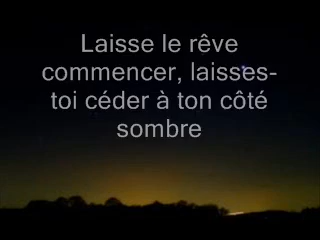 Laisse le rêve
commencer, laisses-
toi céder à ton côté
sombre